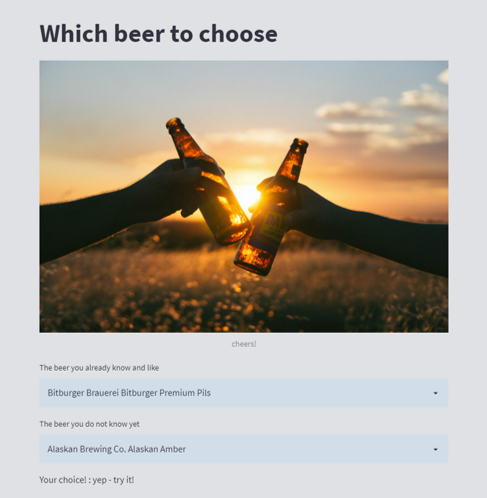 Which beer to choose
cheers!
The beer you already know and like
Bitburger Brauerei Bitburger Premium Pils
The beer you do not know yet
Alaskan Brewing Co. Alaskan Amber
Your choice! : yep - try it!